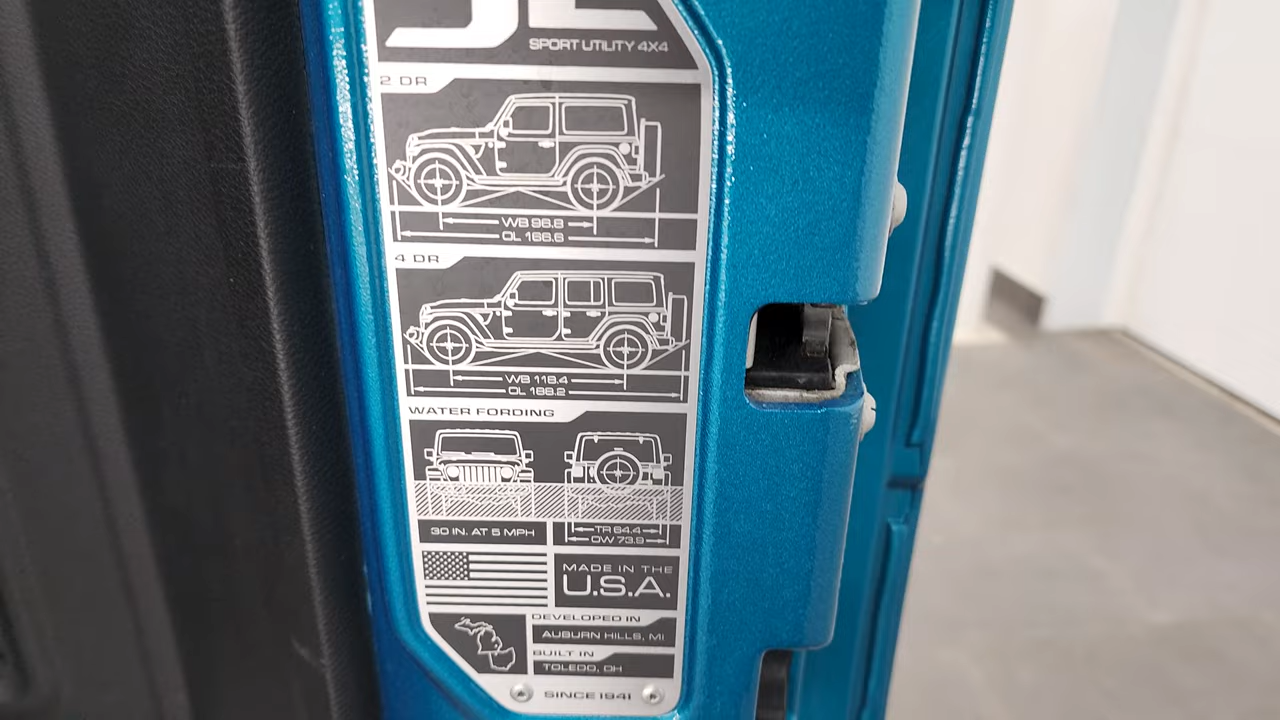 JL
SPORT UTILITY 4X4
2 DR
WB 96.8
OL 166.6
4 DR
WB 118.4
OL 188.2
WATER FORDING
30 IN. AT 5 MPH
TR 64.4
OW 73.9
MADE IN THE
U.S.A.
DEVELOPED IN
AUBURN HILLS, MI
BUILT IN
TOLEDO, OH
SINCE 1941